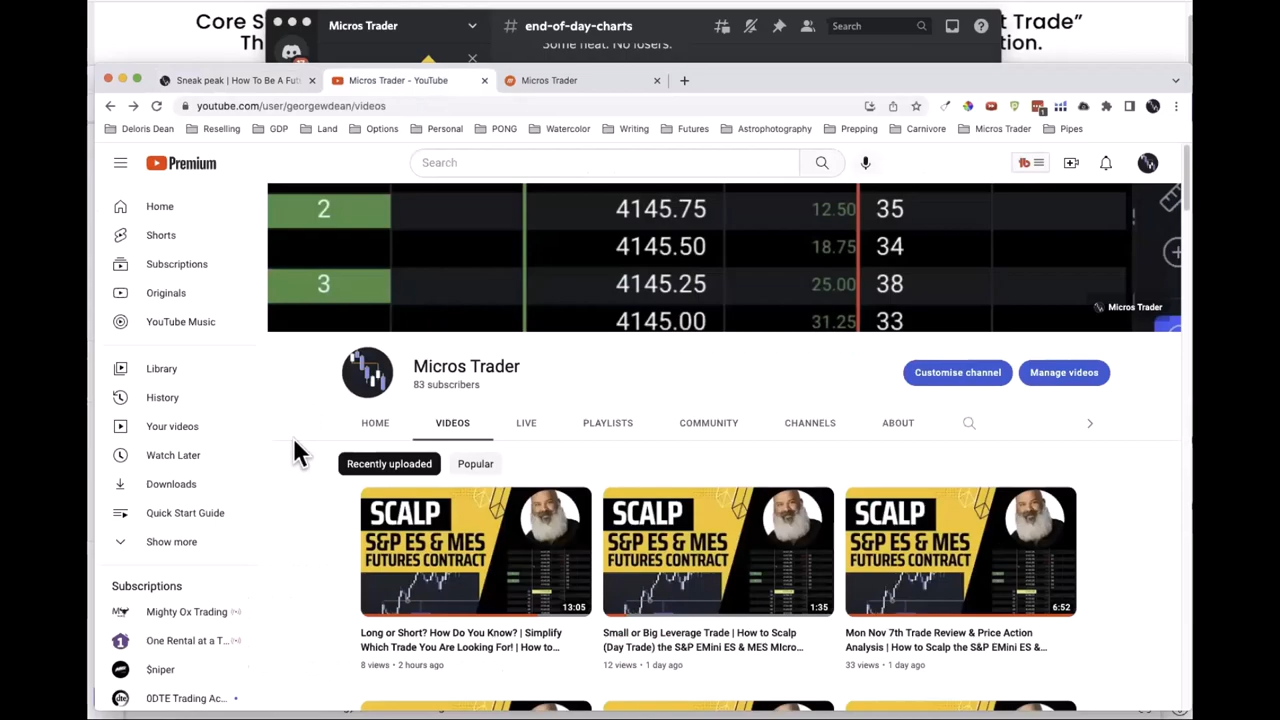 Core S
t Trade"
Th
ion.
Micros Trader
# end-of-day-charts
Search
Some heat. No losers.
Sneak peak | How To Be A Fut
Micros Trader - YouTube
Micros Trader
youtube.com/user/georgewdean/videos
Deloris Dean
Reselling
GDP
Land
Options
Personal
PONG
Watercolor
Writing
Futures
Astrophotography
Prepping
Carnivore
Micros Trader
Pipes
Premium
Search
Home
Shorts
Subscriptions
Originals
YouTube Music
Library
History
Your videos
Watch Later
Downloads
Quick Start Guide
Show more
Subscriptions
Mighty Ox Trading
One Rental at a T...
$niper
0DTE Trading Ac...
2 4145.75 12.50 35
4145.50 18.75 34
3 4145.25 25.00 38
4145.00 31.25 33
Micros Trader
Micros Trader
83 subscribers
Customise channel
Manage videos
HOME
VIDEOS
LIVE
PLAYLISTS
COMMUNITY
CHANNELS
ABOUT
Recently uploaded
Popular
SCALP
S&P ES & MES
FUTURES CONTRACT
13:05
Long or Short? How Do You Know? | Simplify
Which Trade You Are Looking For! | How to...
8 views • 2 hours ago
SCALP
S&P ES & MES
FUTURES CONTRACT
1:35
Small or Big Leverage Trade | How to Scalp
(Day Trade) the S&P EMini ES & MES MIcro...
12 views • 1 day ago
SCALP
S&P ES & MES
FUTURES CONTRACT
6:52
Mon Nov 7th Trade Review & Price Action
Analysis | How to Scalp the S&P EMini ES &...
33 views • 1 day ago